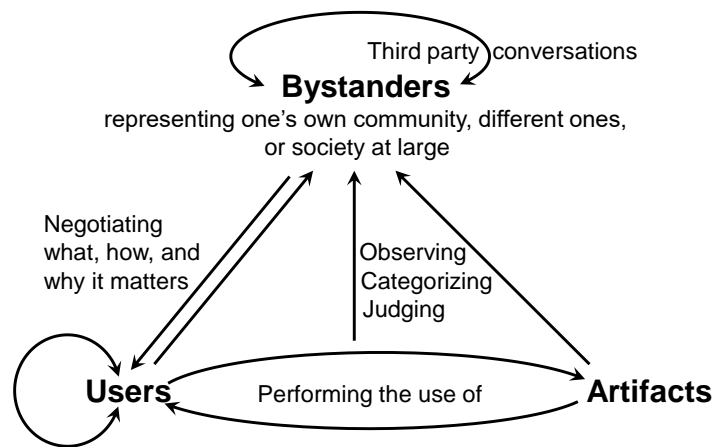 Third party conversations
Bystanders
representing one’s own community, different ones,
or society at large
Negotiating
what, how, and
why it matters
Observing
Categorizing
Judging
Users
Performing the use of
Artifacts